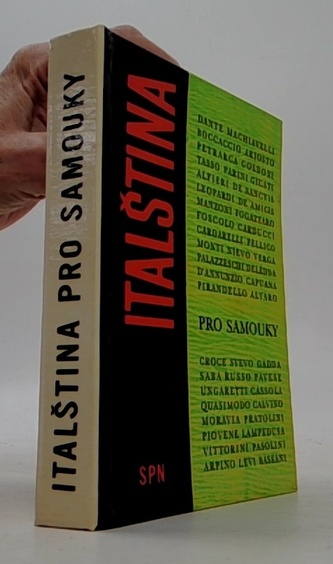 ITALŠTINA PRO SAMOUKY
ITALŠTINA
SPN
DANTE MACHIAVELLI
BOCCACCIO ARIOSTO
PETRARCA GOLDONI
TASSO PARINI GIUSTI
ALFIERI DE SANCTIS
LEOPARDI DE AMICIS
MANZONI FOGAZZARO
FOSCOLO CARDUCCI
CARDARELLI PELLICO
MONTI NIEVO VERGA
PALAZZESCHI DELEDDA
D'ANNUNZIO CAPUANA
PIRANDELLO ALVARO
PRO SAMOUKY
CROCE SVEVO GADDA
SABA RUSSO PAVESE
UNGARETTI CASSOLA
QUASIMODO CALVINO
MORAVIA PRATOLINI
PIOVENE LAMPEDUSA
VITTORINI PASOLINI
ARPINO LEVI BASSANI